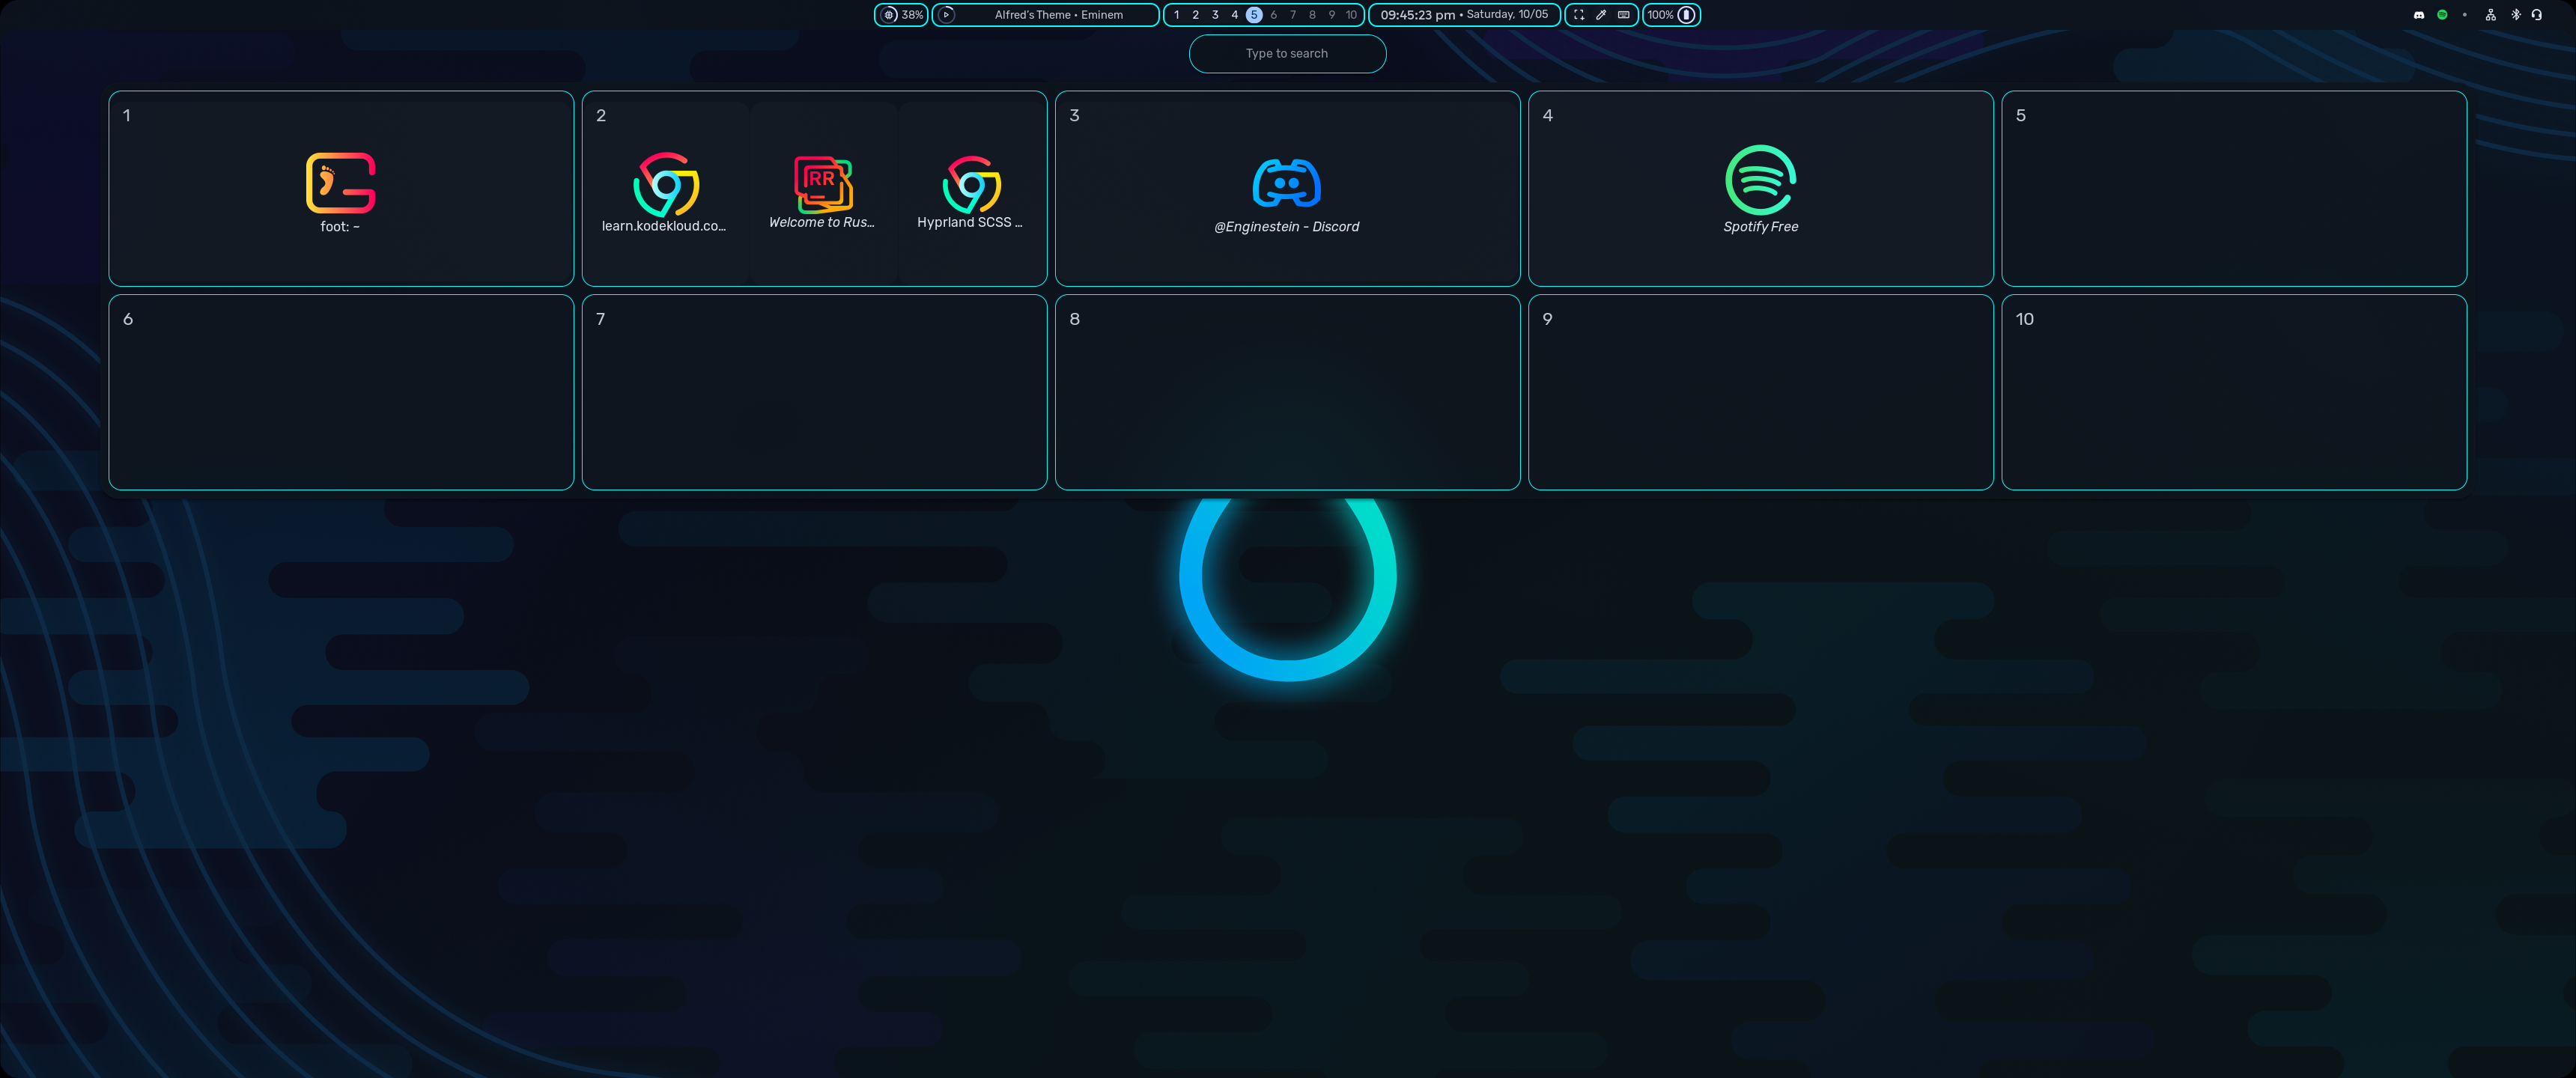 38% Alfred's Theme • Eminem 1 2 3 4 5 6 7 8 9 10 09:45:23 pm • Saturday, 10/05 100%
Type to search
1 2 3 4 5
RR
foot: ~ learn.kodekloud.co... Welcome to Rus... Hyprland SCSS ... @Enginestein - Discord Spotify Free
6 7 8 9 10